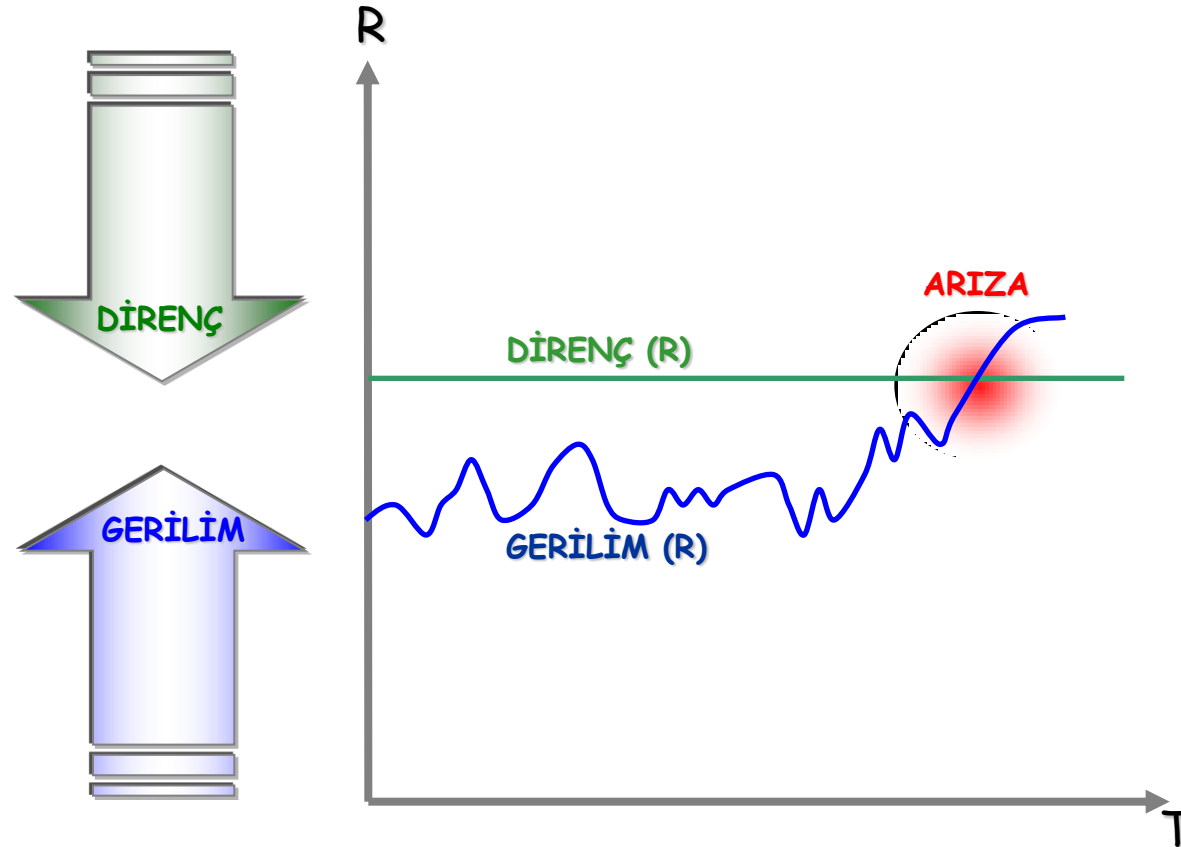 R
DİRENÇ
ARIZA
DİRENÇ (R)
GERİLİM
GERİLİM (R)
T